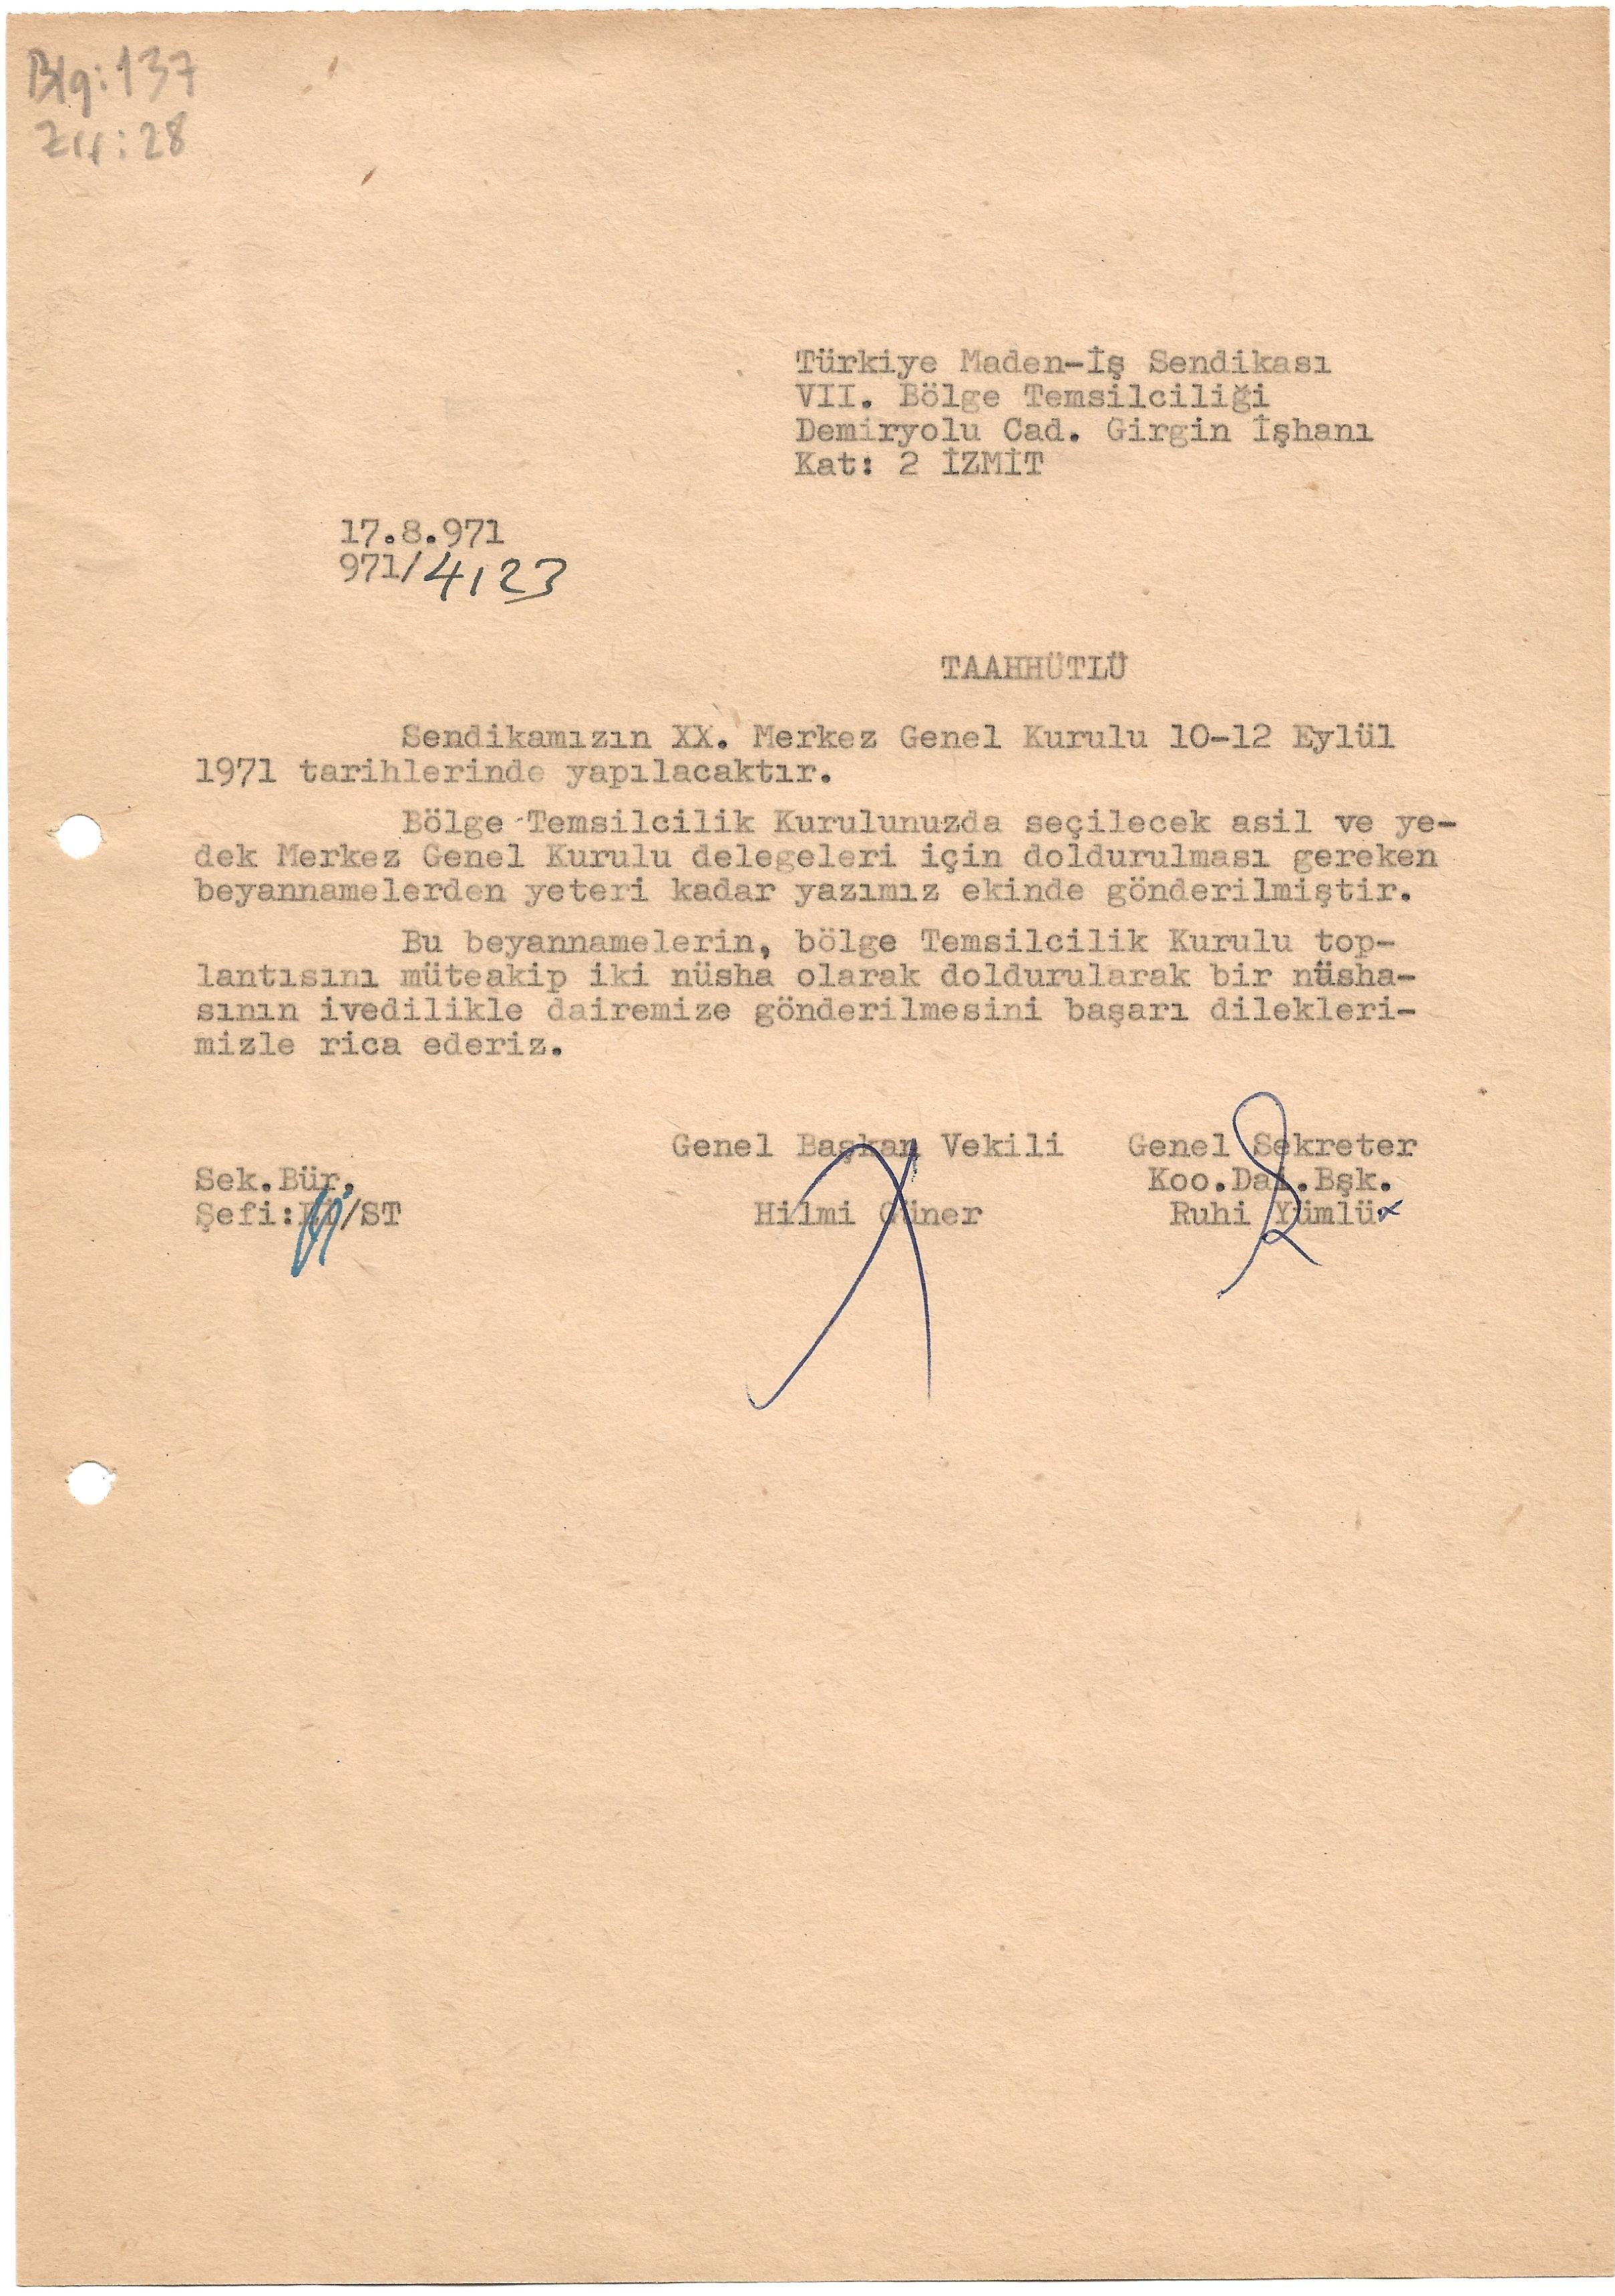 Blg:137
Zrf:28
Türkiye Maden-İş Sendikası
VII. Bölge Temsilciliği
Demiryolu Cad. Girgin İşhanı
Kat: 2 İZMİT
17.8.971
971/4123
TAAHHÜTLÜ
Sendikamızın XX. Merkez Genel Kurulu 10-12 Eylül
1971 tarihlerinde yapılacaktır.
Bölge Temsilcilik Kurulunuzda seçilecek asil ve ye-
dek Merkez Genel Kurulu delegeleri için doldurulması gereken
beyannamelerden yeteri kadar yazımız ekinde gönderilmiştir.
Bu beyannamelerin, bölge Temsilcilik Kurulu top-
lantısını müteakip iki nüsha olarak doldurularak bir nüsha-
sının ivedilikle dairemize gönderilmesini başarı dilekleri-
mizle rica ederiz.
Genel Başkan Vekili Genel Sekreter
Sek.Bür. Koo.Dai.Bşk.
Şefi: /ST Hilmi Güner Ruhi Yümlü